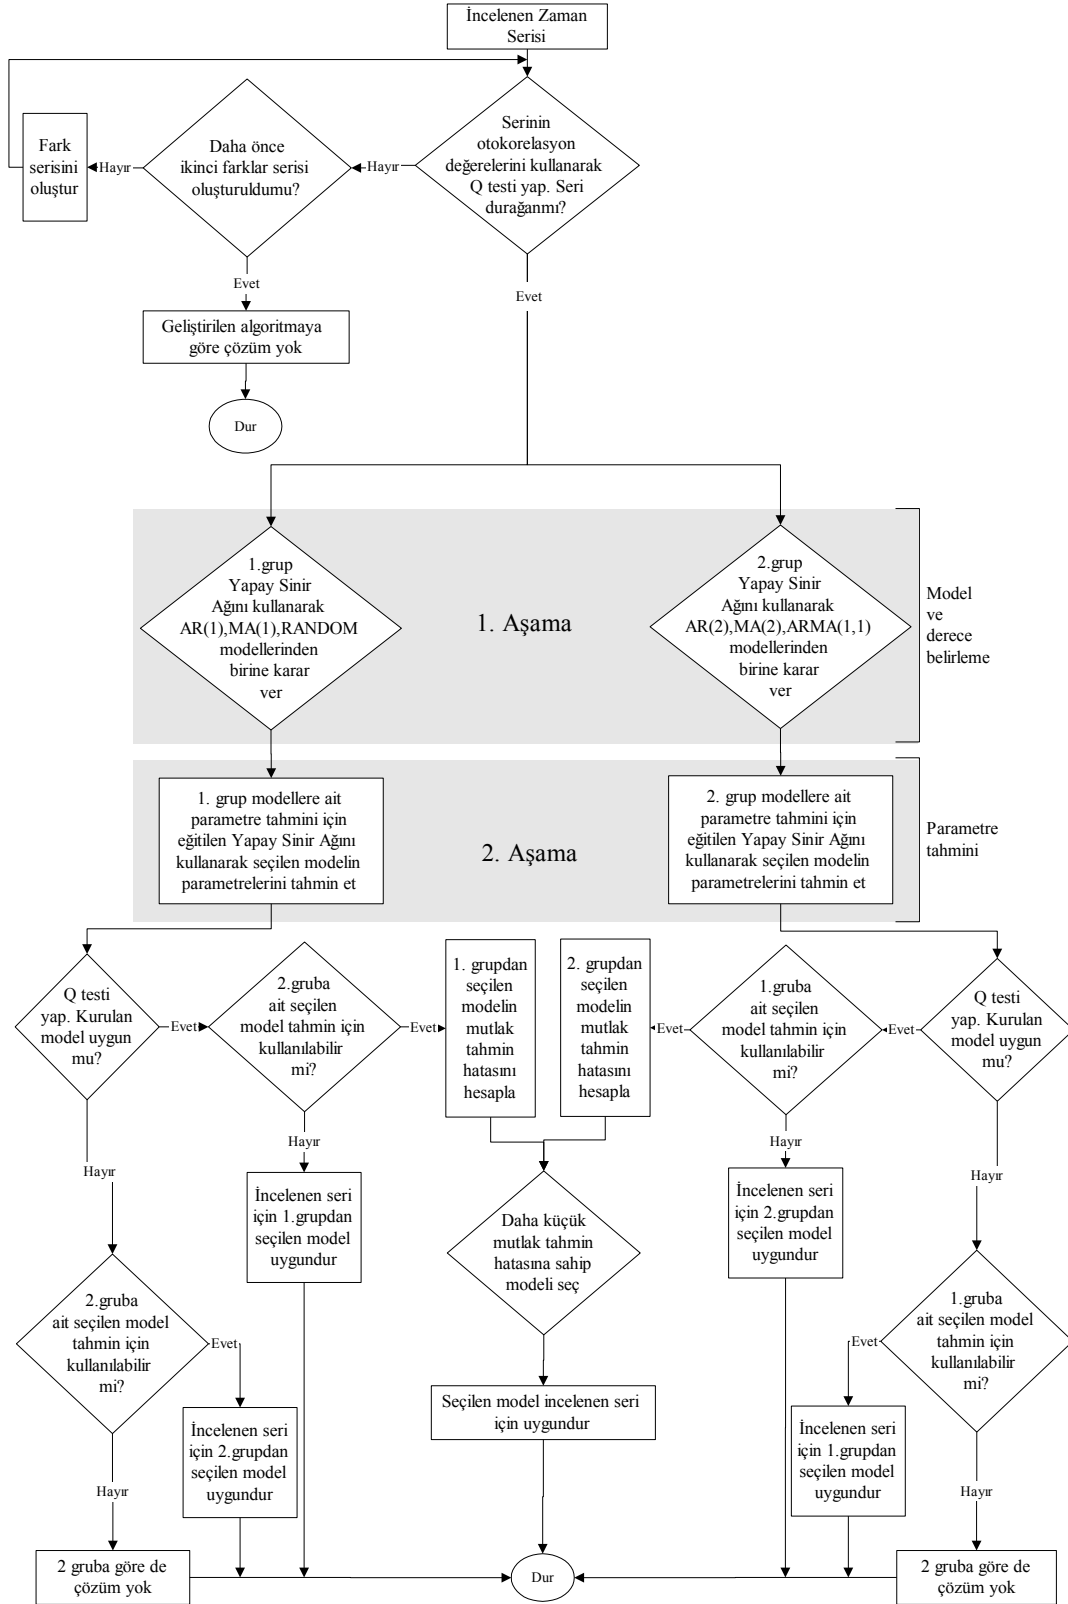 İncelenen Zaman
Serisi
Serinin
otokorelasyon
değerelerini kullanarak
Q testi yap. Seri
durağanmı?
Hayır
Daha önce
ikinci farklar serisi
oluşturuldumu?
Hayır
Fark
serisini
oluştur
Evet
Evet
Geliştirilen algoritmaya
göre çözüm yok
Dur
1.grup
Yapay Sinir
Ağını kullanarak
AR(1),MA(1),RANDOM
modellerinden
birine karar
ver
1. Aşama
2.grup
Yapay Sinir
Ağını kullanarak
AR(2),MA(2),ARMA(1,1)
modellerinden
birine karar
ver
Model
ve
derece
belirleme
1. grup modellere ait
parametre tahmini için
eğitilen Yapay Sinir Ağını
kullanarak seçilen modelin
parametrelerini tahmin et
2. Aşama
2. grup modellere ait
parametre tahmini için
eğitilen Yapay Sinir Ağını
kullanarak seçilen modelin
parametrelerini tahmin et
Parametre
tahmini
Q testi
yap. Kurulan
model uygun
mu?
Evet
2.gruba
ait seçilen
model tahmin için
kullanılabilir
mi?
Evet
1. grupdan
seçilen
modelin
mutlak
tahmin
hatasını
hesapla
2. grupdan
seçilen
modelin
mutlak
tahmin
hatasını
hesapla
Evet
1.gruba
ait seçilen
model tahmin için
kullanılabilir
mi?
Evet
Q testi
yap. Kurulan
model uygun
mu?
Hayır
Hayır
Hayır
Hayır
İncelenen seri
için 1.grupdan
seçilen model
uygundur
Daha küçük
mutlak tahmin
hatasına sahip
modeli seç
İncelenen seri
için 2.grupdan
seçilen model
uygundur
2.gruba
ait seçilen model
tahmin için
kullanılabilir
mi?
Evet
1.gruba
ait seçilen model
tahmin için
kullanılabilir
mi?
Evet
Seçilen model incelenen seri
için uygundur
İncelenen seri
için 2.grupdan
seçilen model
uygundur
İncelenen seri
için 1.grupdan
seçilen model
uygundur
Hayır
Hayır
2 gruba göre de
çözüm yok
Dur
2 gruba göre de
çözüm yok